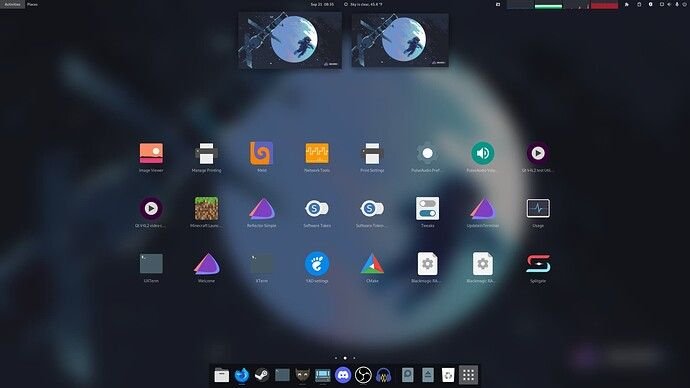 Activities Places Sep 21 08:35 Sky is clear, 45.8 °F
Image Viewer Manage Printing Meld Network Tools Print Settings PulseAudio Pref... PulseAudio Volu... Qt V4L2 test Utili...
Qt V4L2 video c... Minecraft Launc... Reflector Simple Software Token Software Token... Tweaks UpdateInTerminal Usage
UXTerm Welcome XTerm YAD settings CMake Blackmagic RA... Blackmagic RA... Splitgate